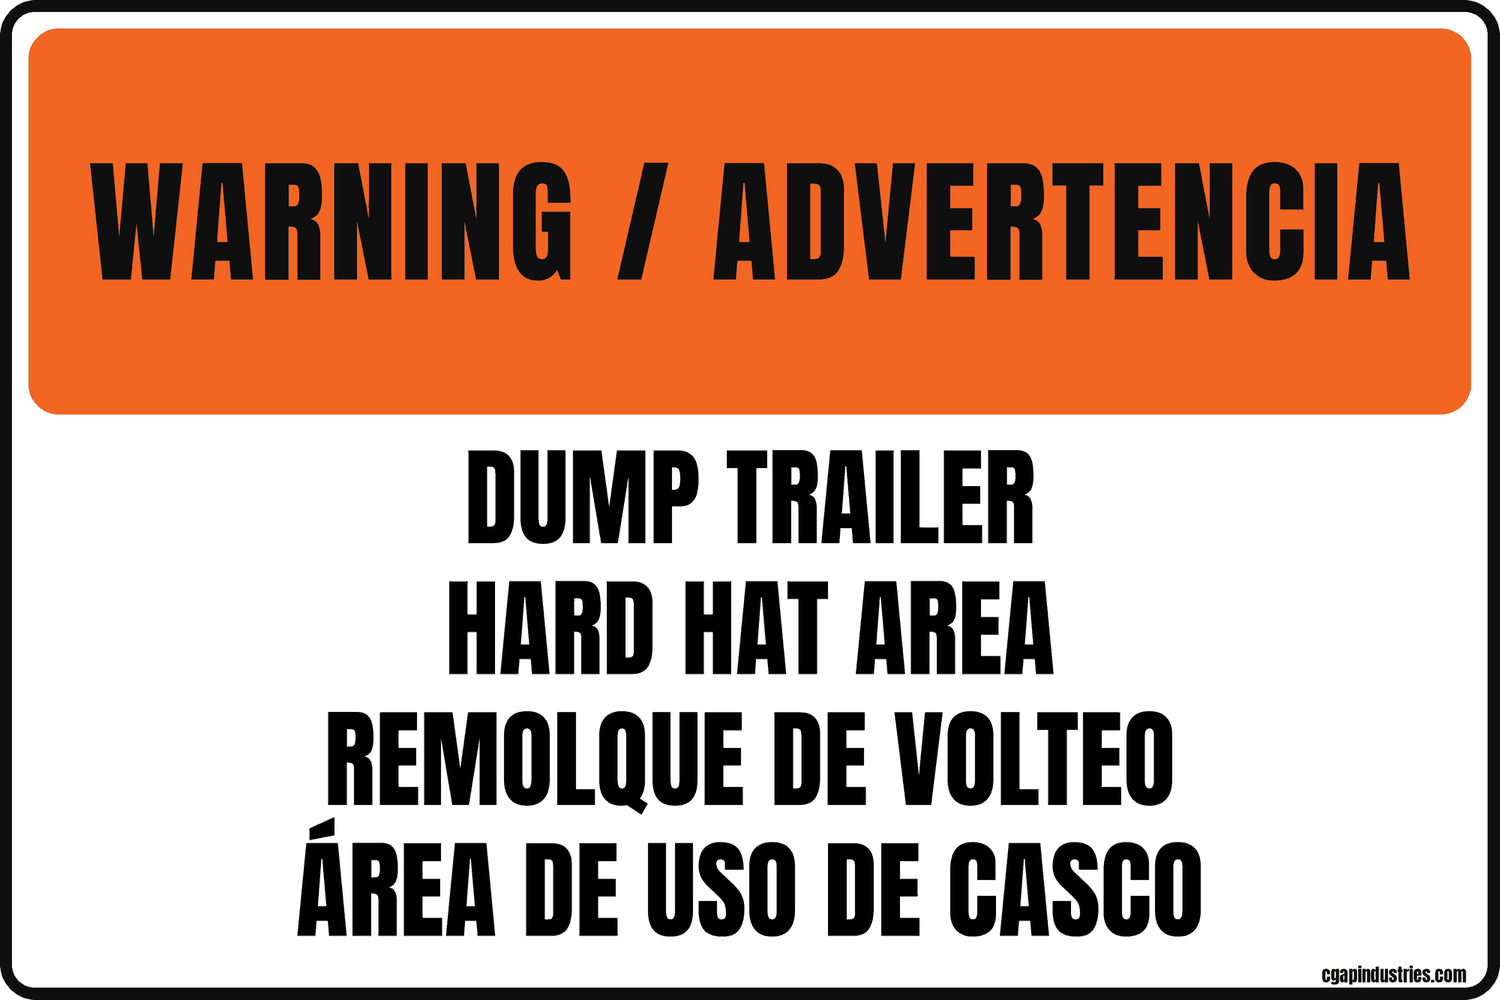 WARNING / ADVERTENCIA
DUMP TRAILER
HARD HAT AREA
REMOLQUE DE VOLTEO
ÁREA DE USO DE CASCO
cgapindustries.com